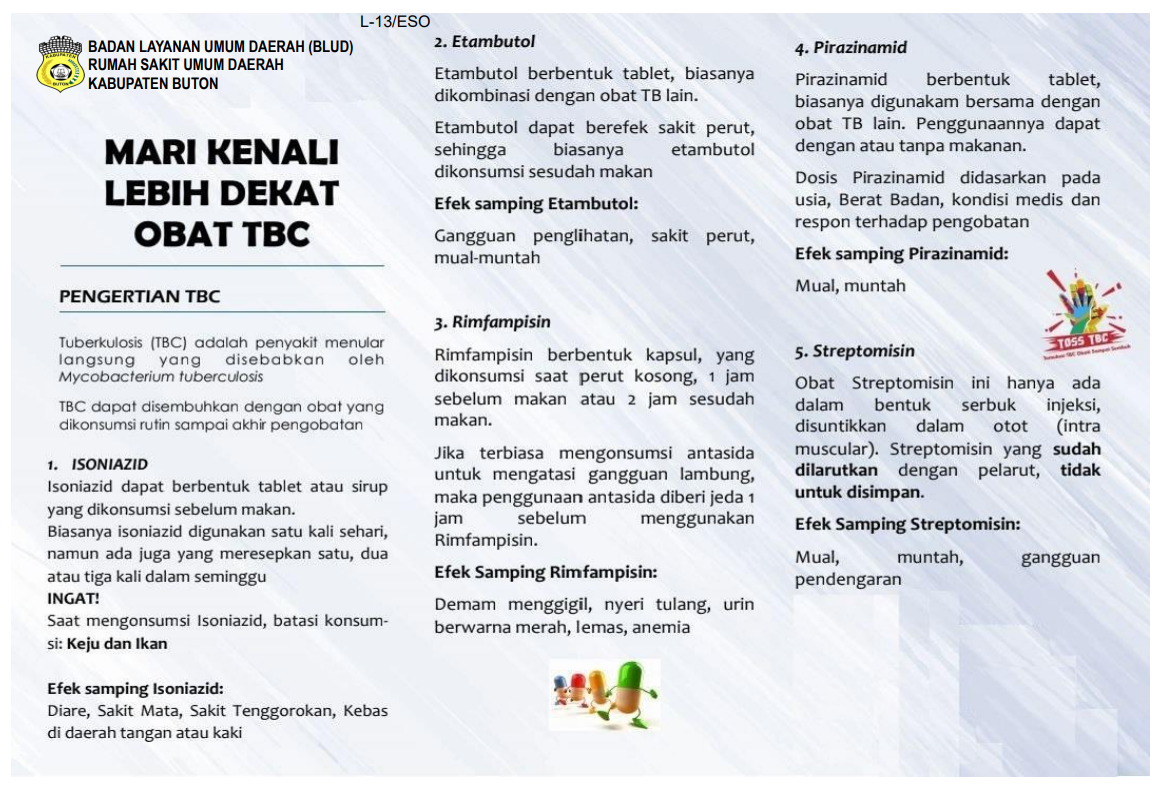 L-13/ESO
BADAN LAYANAN UMUM DAERAH (BLUD)
RUMAH SAKIT UMUM DAERAH
KABUPATEN BUTON
KABUPATEN
BUTON
MARI KENALI
LEBIH DEKAT
OBAT TBC
PENGERTIAN TBC
Tuberkulosis (TBC) adalah penyakit menular
langsung yang disebabkan oleh
Mycobacterium tuberculosis
TBC dapat disembuhkan dengan obat yang
dikonsumsi rutin sampai akhir pengobatan
1. ISONIAZID
Isoniazid dapat berbentuk tablet atau sirup
yang dikonsumsi sebelum makan.
Biasanya isoniazid digunakan satu kali sehari,
namun ada juga yang meresepkan satu, dua
atau tiga kali dalam seminggu
INGAT!
Saat mengonsumsi Isoniazid, batasi konsum-
si: Keju dan Ikan
Efek samping Isoniazid:
Diare, Sakit Mata, Sakit Tenggorokan, Kebas
di daerah tangan atau kaki
2. Etambutol
Etambutol berbentuk tablet, biasanya
dikombinasi dengan obat TB lain.
Etambutol dapat berefek sakit perut,
sehingga biasanya etambutol
dikonsumsi sesudah makan
Efek samping Etambutol:
Gangguan penglihatan, sakit perut,
mual-muntah
3. Rimfampisin
Rimfampisin berbentuk kapsul, yang
dikonsumsi saat perut kosong, 1 jam
sebelum makan atau 2 jam sesudah
makan.
Jika terbiasa mengonsumsi antasida
untuk mengatasi gangguan lambung,
maka penggunaan antasida diberi jeda 1
jam sebelum menggunakan
Rimfampisin.
Efek Samping Rimfampisin:
Demam menggigil, nyeri tulang, urin
berwarna merah, lemas, anemia
4. Pirazinamid
Pirazinamid berbentuk tablet,
biasanya digunakam bersama dengan
obat TB lain. Penggunaannya dapat
dengan atau tanpa makanan.
Dosis Pirazinamid didasarkan pada
usia, Berat Badan, kondisi medis dan
respon terhadap pengobatan
Efek samping Pirazinamid:
Mual, muntah
TOSS TBC
Temukan TBC Obati Sampai Sembuh
5. Streptomisin
Obat Streptomisin ini hanya ada
dalam bentuk serbuk injeksi,
disuntikkan dalam otot (intra
muscular). Streptomisin yang sudah
dilarutkan dengan pelarut, tidak
untuk disimpan.
Efek Samping Streptomisin:
Mual, muntah, gangguan
pendengaran